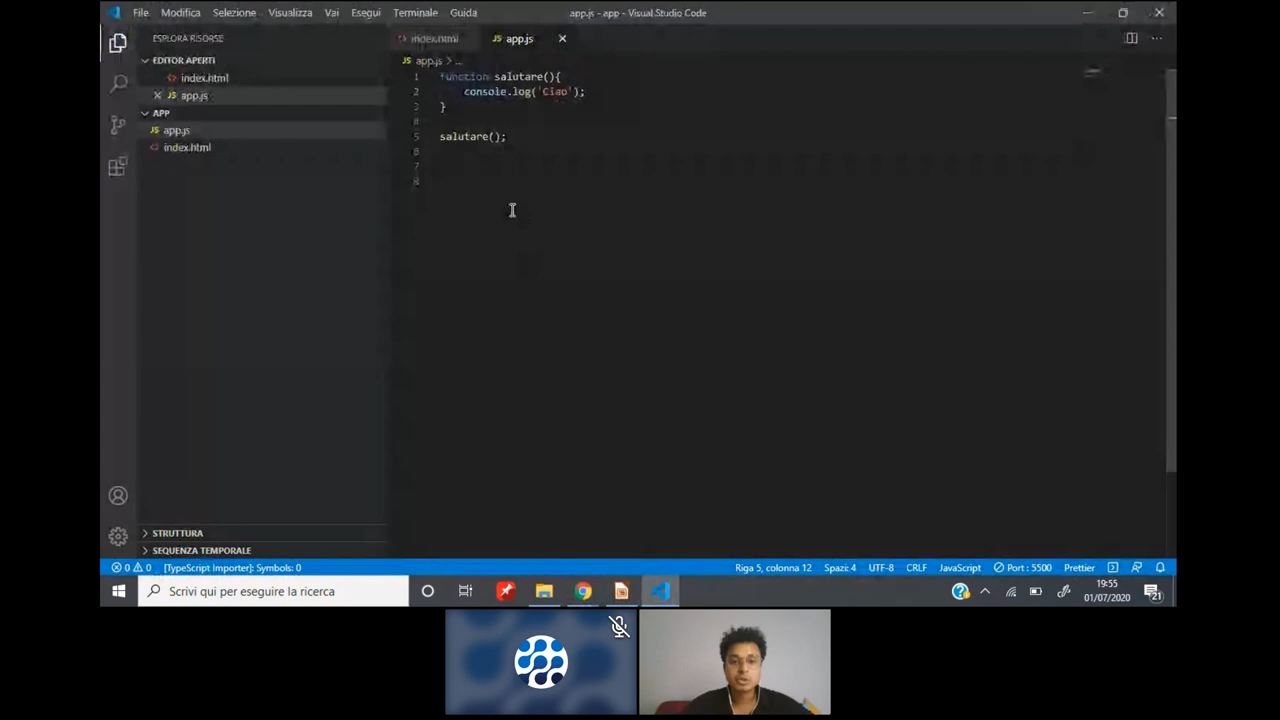 File Modifica Selezione Visualizza Vai Esegui Terminale Guida app.js - app - Visual Studio Code
ESPLORA RISORSE
index.html JS app.js
EDITOR APERTI
JS app.js > ...
index.html
JS app.js
APP
JS app.js
index.html
1 function salutare(){
2 console.log('Ciao');
3 }
4
5 salutare();
6
7
8
STRUTTURA
SEQUENZA TEMPORALE
0 0 [TypeScript Importer]: Symbols: 0 Riga 5, colonna 12 Spazi: 4 UTF-8 CRLF JavaScript Port : 5500 Prettier
Scrivi qui per eseguire la ricerca
19:55
01/07/2020
21